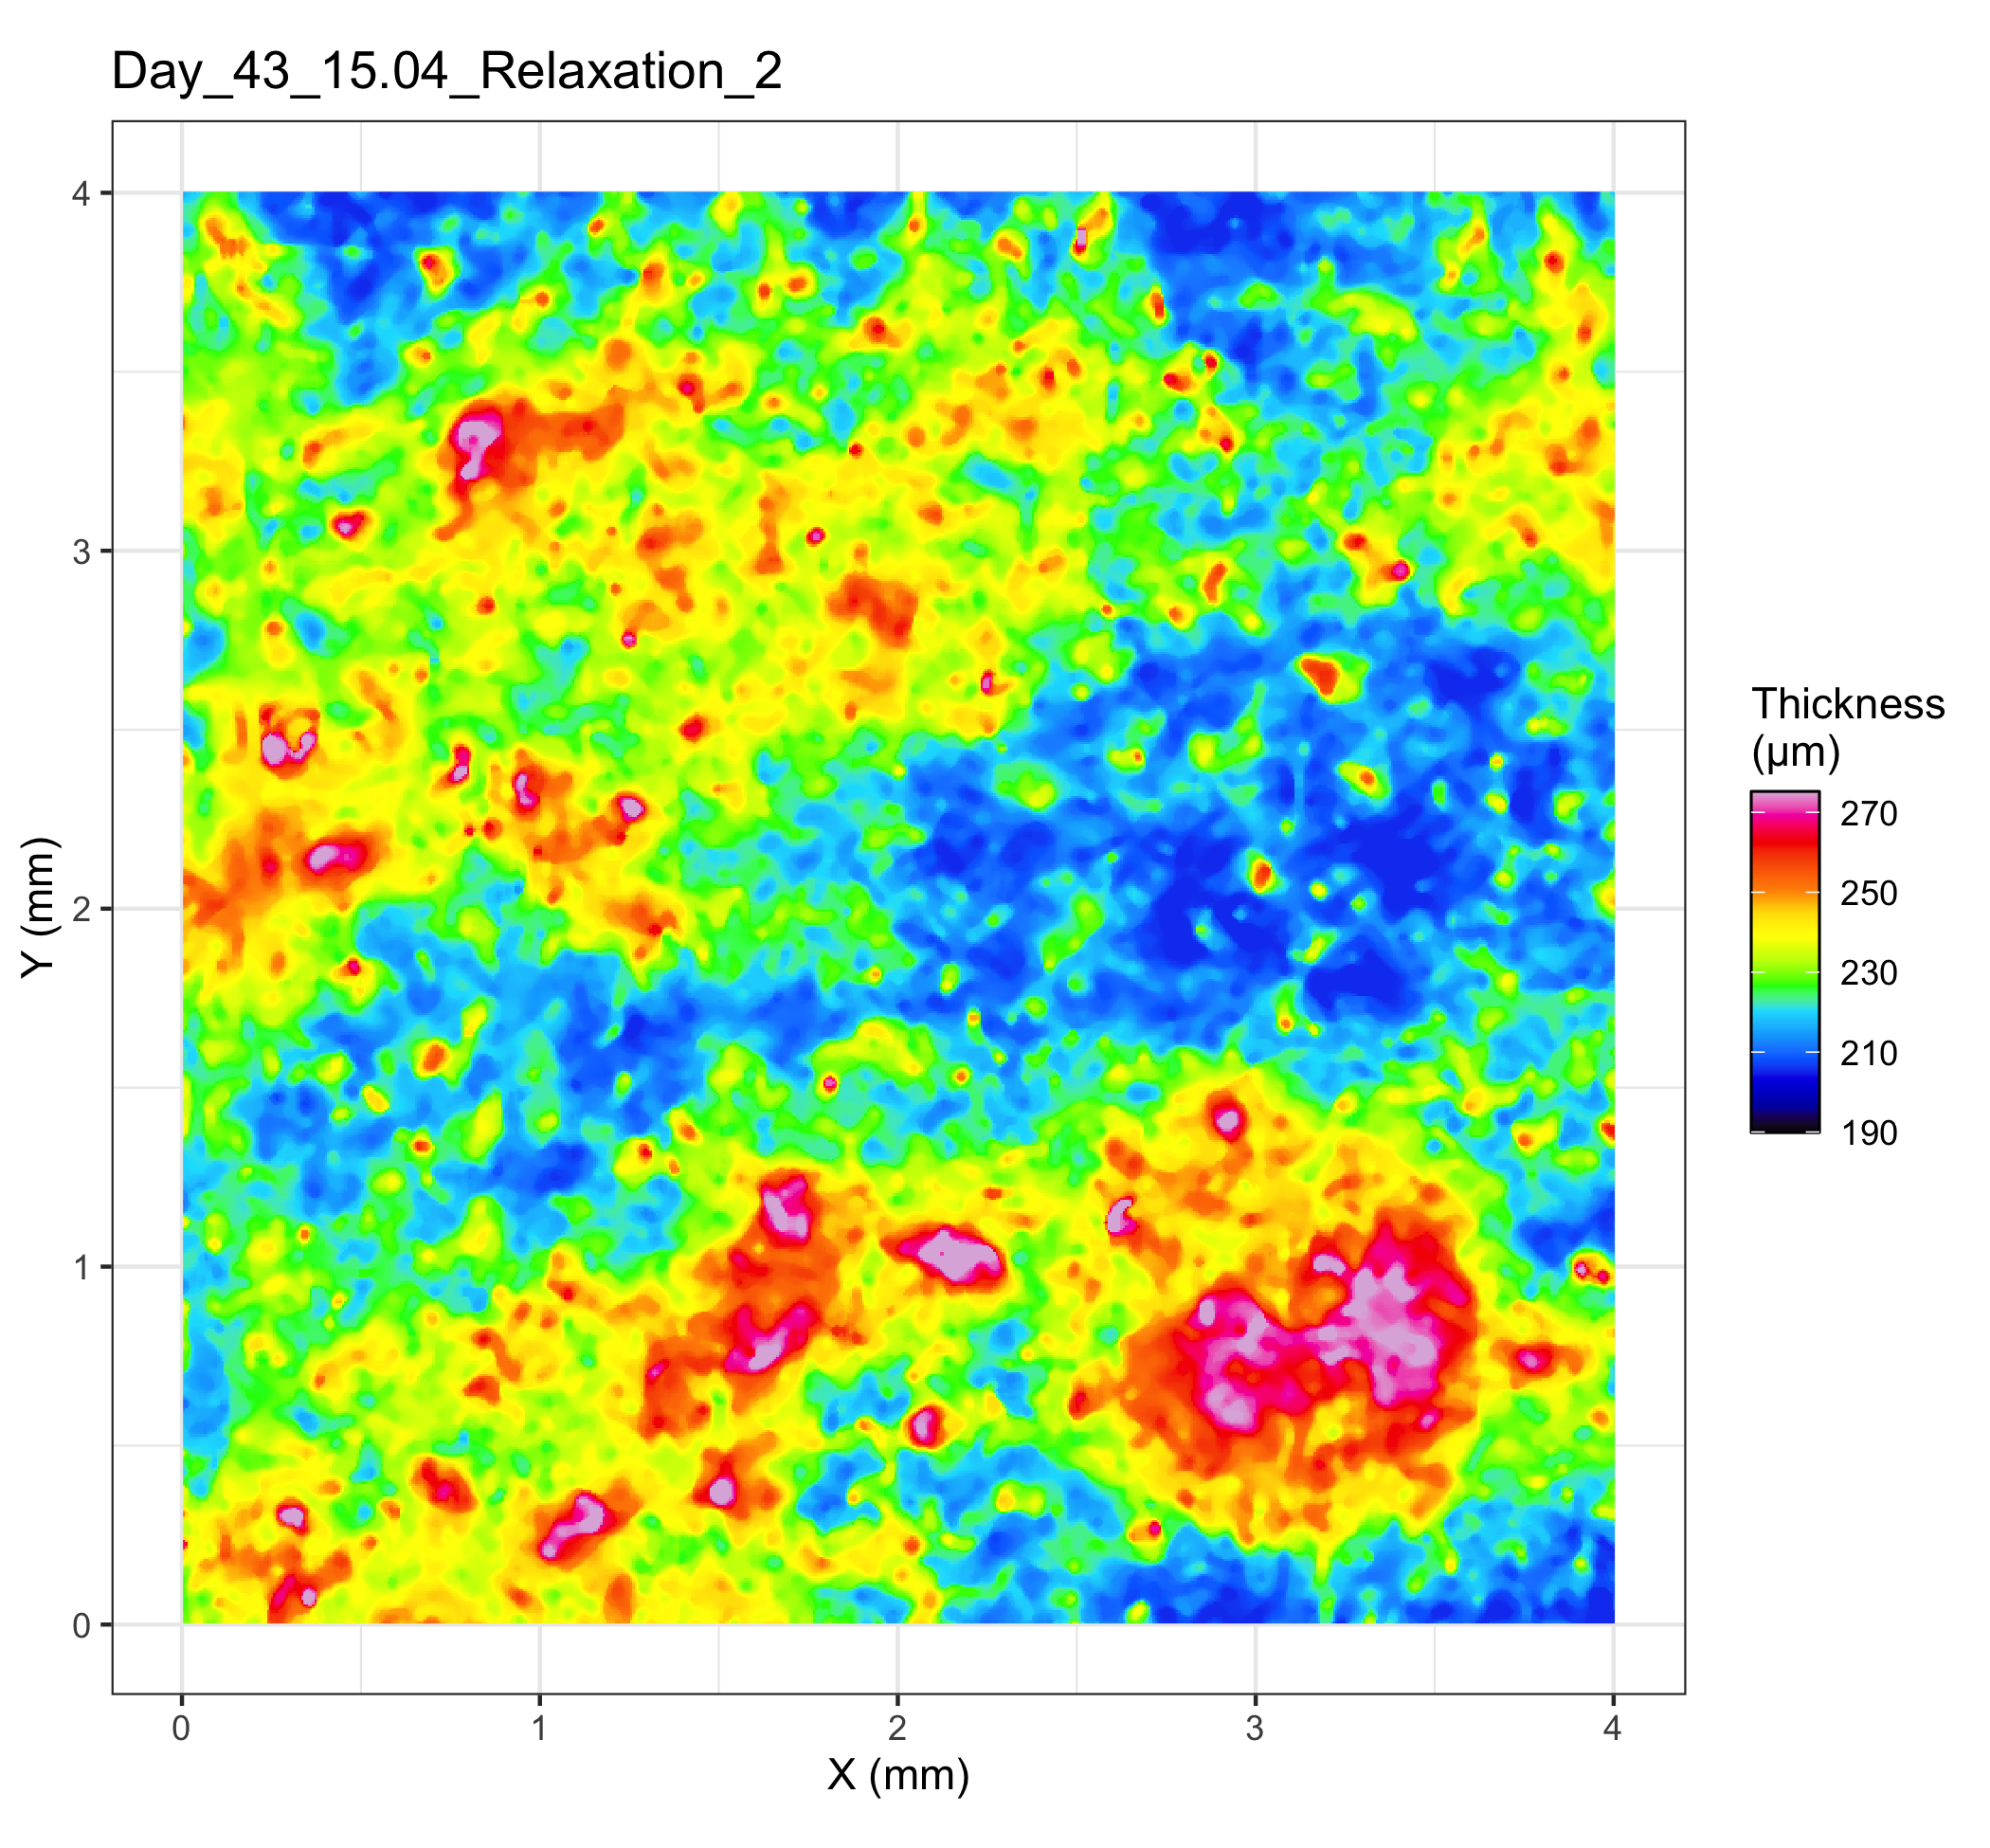 Day_43_15.04_Relaxation_2
4
3
2
1
0
Y (mm)
0 1 2 3 4
X (mm)
Thickness
(µm)
270
250
230
210
190